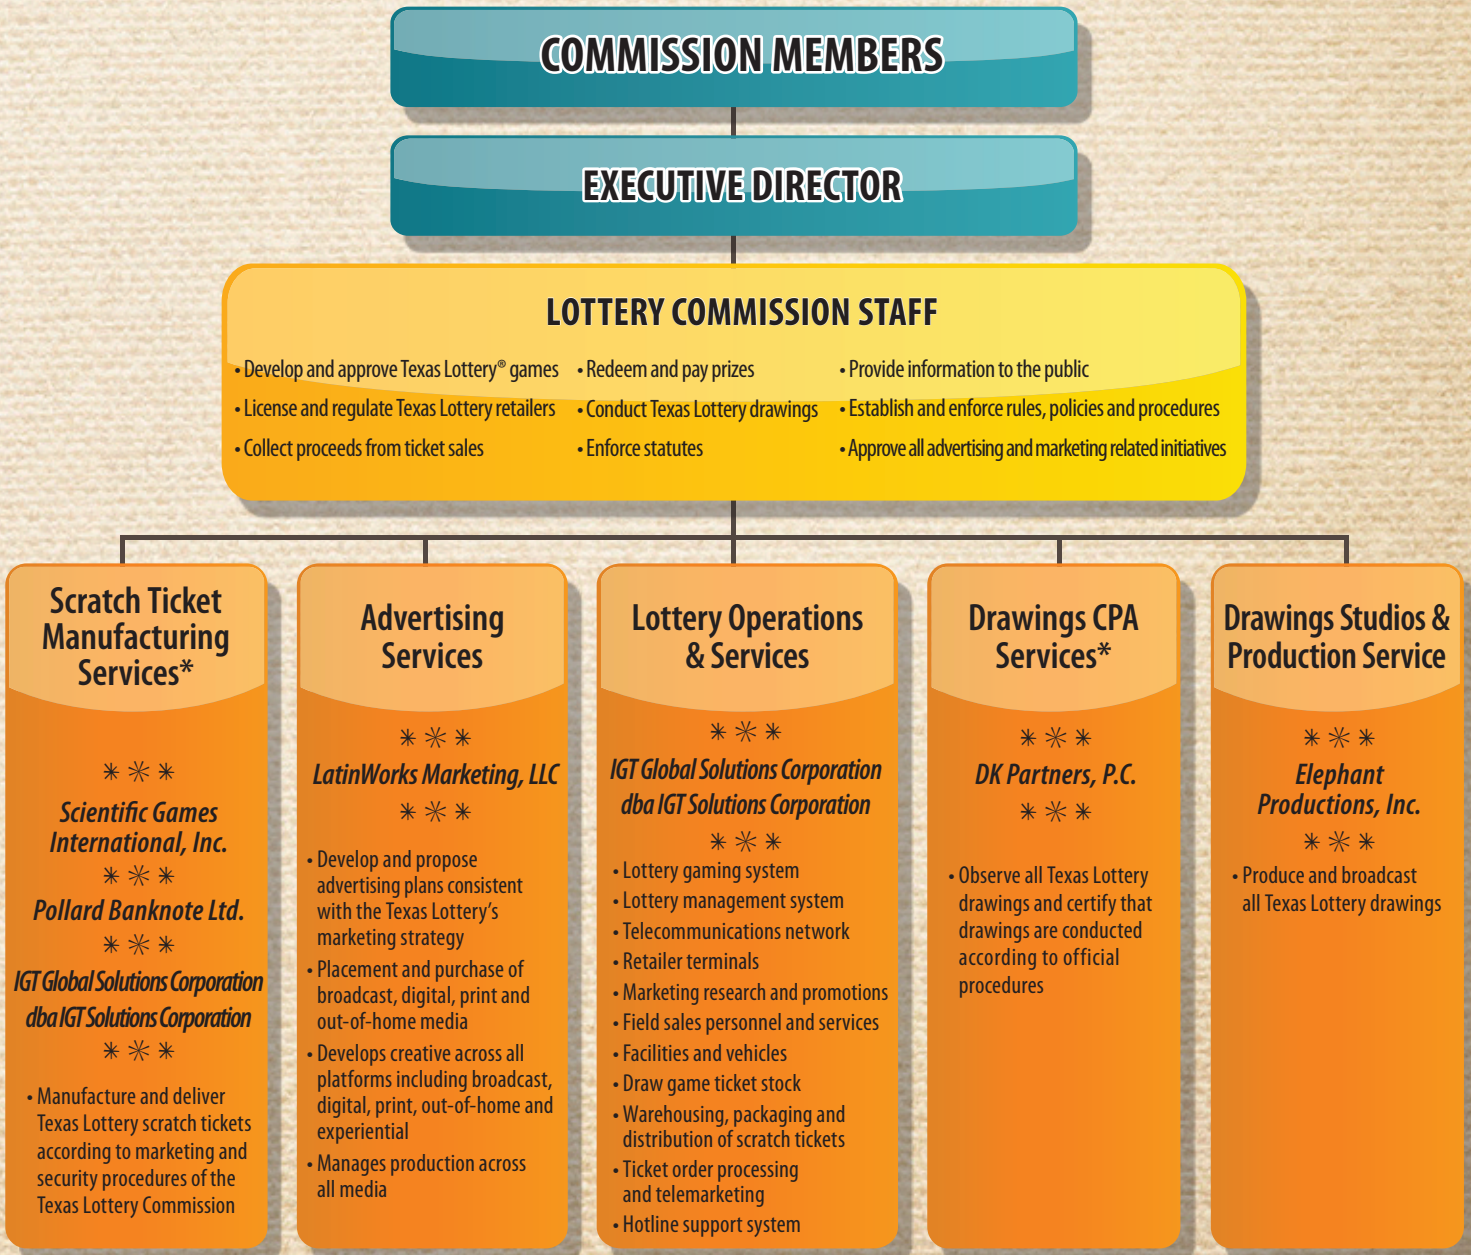 COMMISSION MEMBERS
EXECUTIVE DIRECTOR
LOTTERY COMMISSION STAFF
• Develop and approve Texas Lottery® games
• License and regulate Texas Lottery retailers
• Collect proceeds from ticket sales
• Redeem and pay prizes
• Conduct Texas Lottery drawings
• Enforce statutes
• Provide information to the public
• Establish and enforce rules, policies and procedures
• Approve all advertising and marketing related initiatives
Scratch Ticket
Manufacturing
Services*
Scientific Games
International, Inc.
Pollard Banknote Ltd.
IGT Global Solutions Corporation
dba IGT Solutions Corporation
• Manufacture and deliver
Texas Lottery scratch tickets
according to marketing and
security procedures of the
Texas Lottery Commission
Advertising
Services
LatinWorks Marketing, LLC
• Develop and propose
advertising plans consistent
with the Texas Lottery's
marketing strategy
• Placement and purchase of
broadcast, digital, print and
out-of-home media
• Develops creative across all
platforms including broadcast,
digital, print, out-of-home and
experiential
• Manages production across
all media
Lottery Operations
& Services
IGT Global Solutions Corporation
dba IGT Solutions Corporation
• Lottery gaming system
• Lottery management system
• Telecommunications network
• Retailer terminals
• Marketing research and promotions
• Field sales personnel and services
• Facilities and vehicles
• Draw game ticket stock
• Warehousing, packaging and
distribution of scratch tickets
• Ticket order processing
and telemarketing
• Hotline support system
Drawings CPA
Services*
DK Partners, P.C.
• Observe all Texas Lottery
drawings and certify that
drawings are conducted
according to official
procedures
Drawings Studios &
Production Service
Elephant
Productions, Inc.
• Produce and broadcast
all Texas Lottery drawings